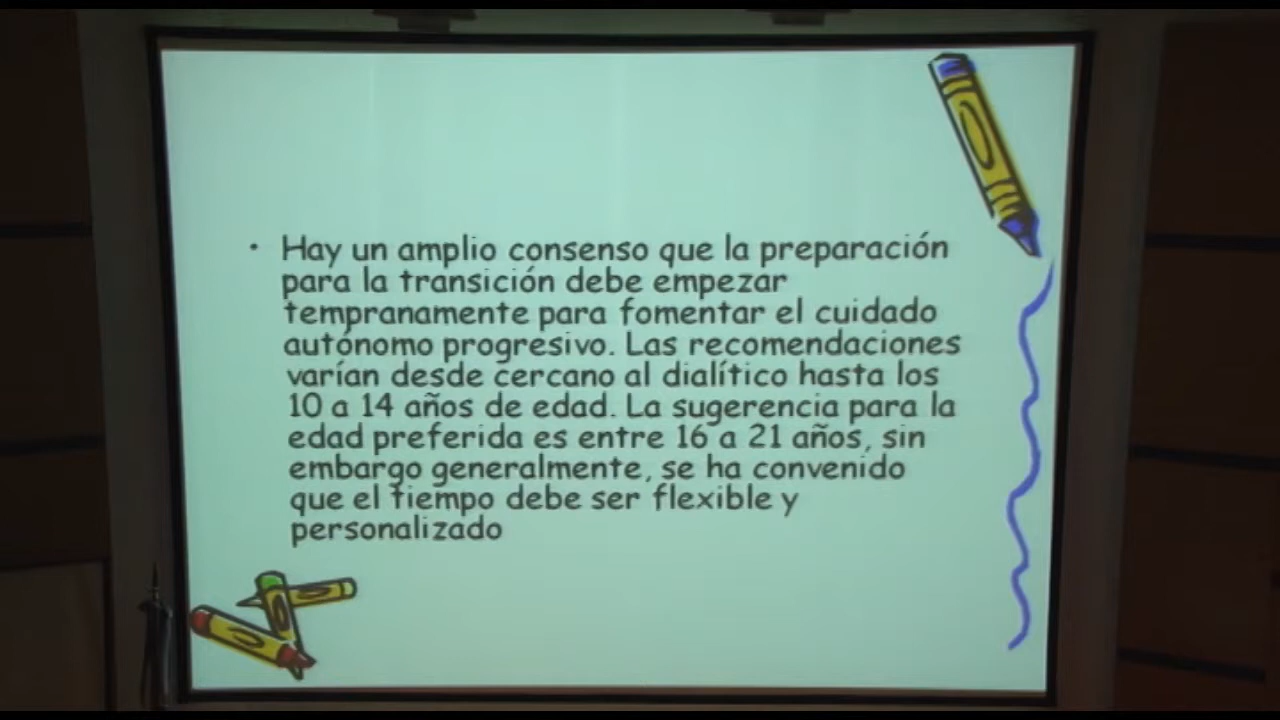 • Hay un amplio consenso que la preparación
para la transición debe empezar
tempranamente para fomentar el cuidado
autónomo progresivo. Las recomendaciones
varían desde cercano al dialítico hasta los
10 a 14 años de edad. La sugerencia para la
edad preferida es entre 16 a 21 años, sin
embargo generalmente, se ha convenido
que el tiempo debe ser flexible y
personalizado